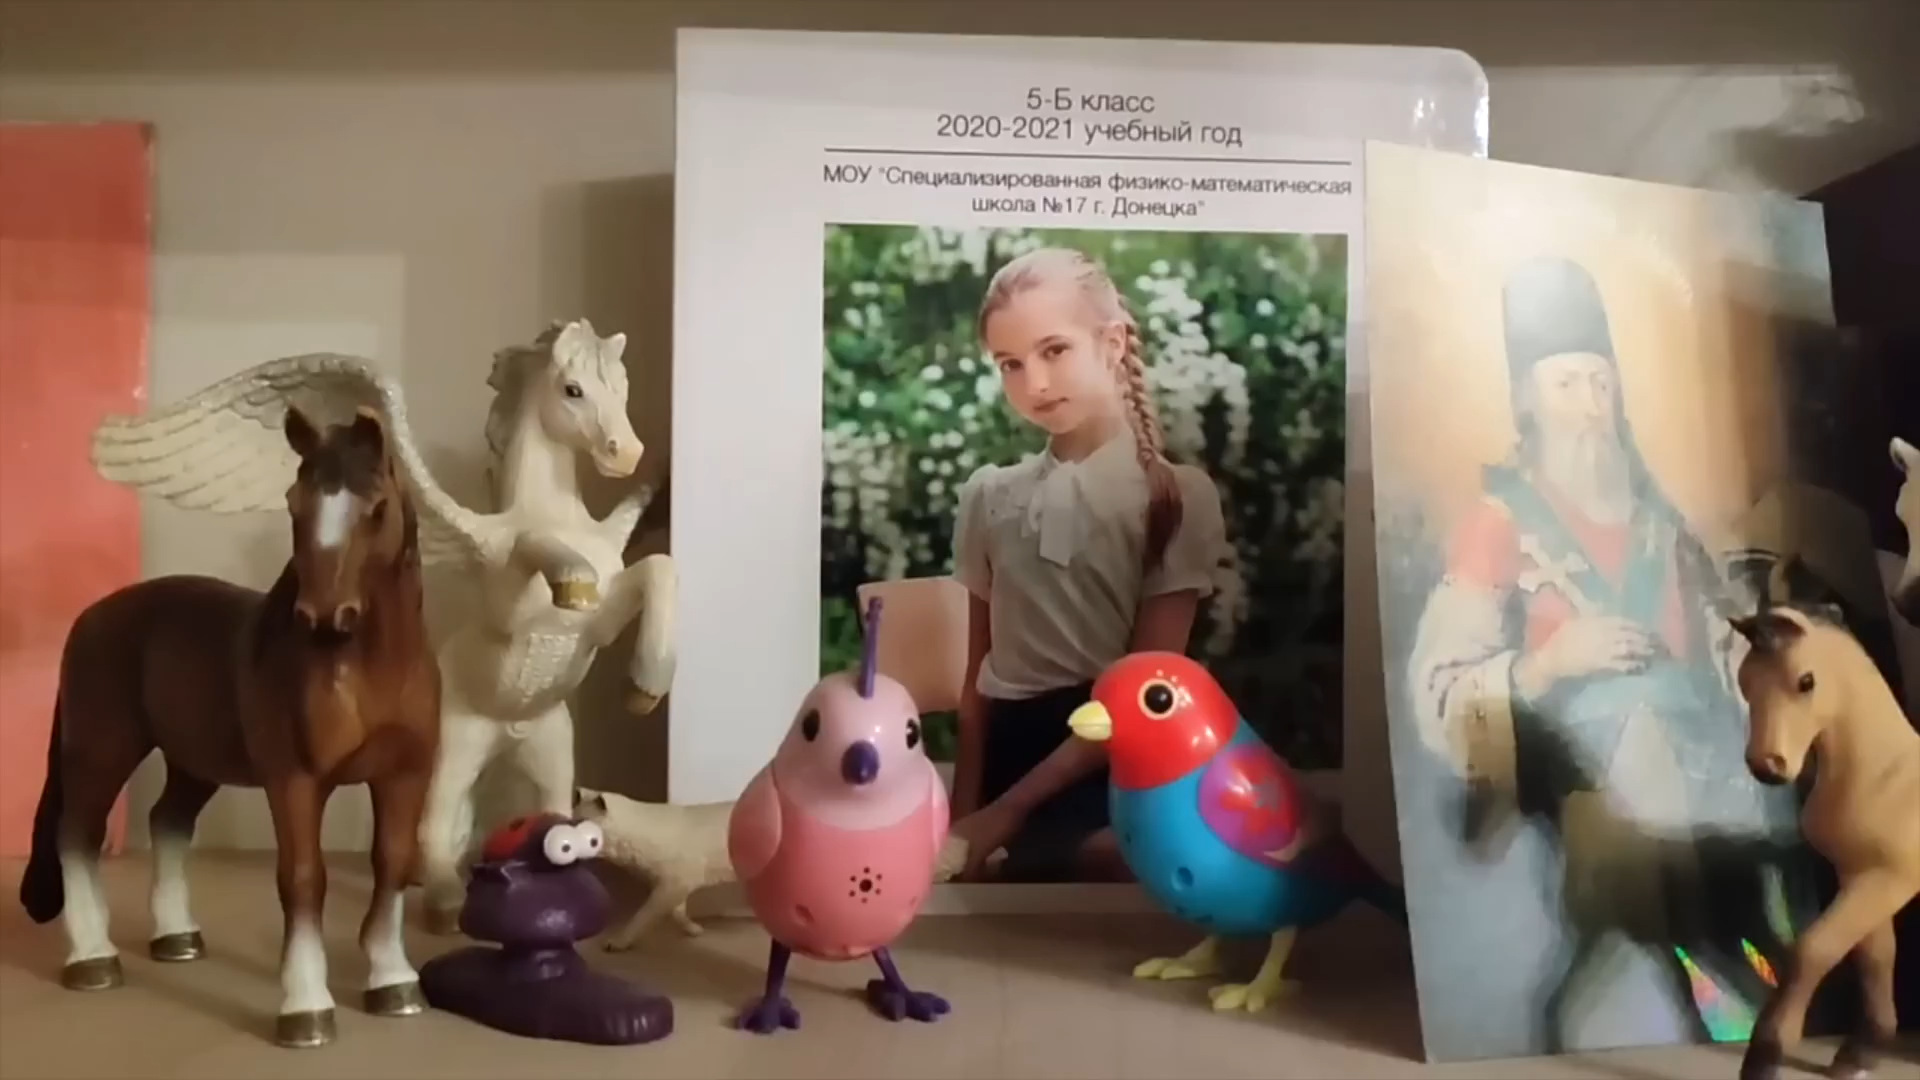 5-Б класс
2020-2021 учебный год
МОУ "Специализированная физико-математическая
школа №17 г. Донецка"